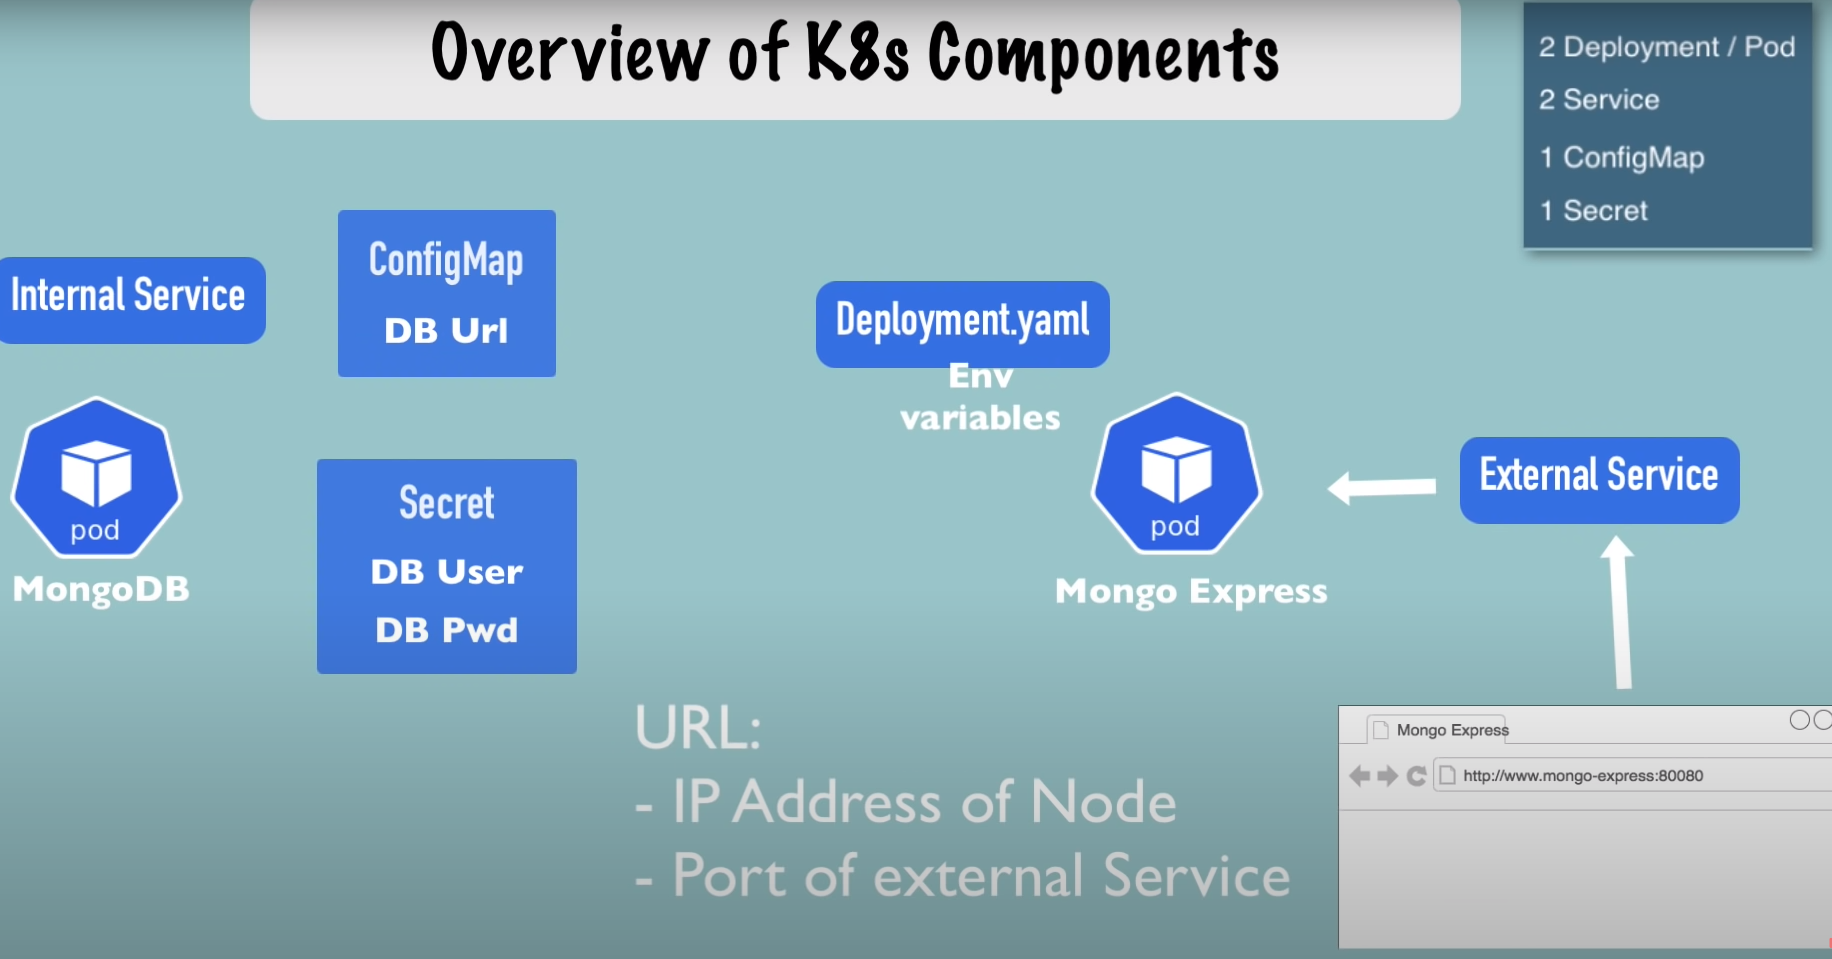 Overview of K8s Components
2 Deployment / Pod
2 Service
1 ConfigMap
1 Secret
Internal Service
ConfigMap
DB Url
Deployment.yaml
Env
variables
pod
MongoDB
Secret
DB User
DB Pwd
pod
Mongo Express
External Service
URL:
- IP Address of Node
- Port of external Service
Mongo Express
http://www.mongo-express:80080